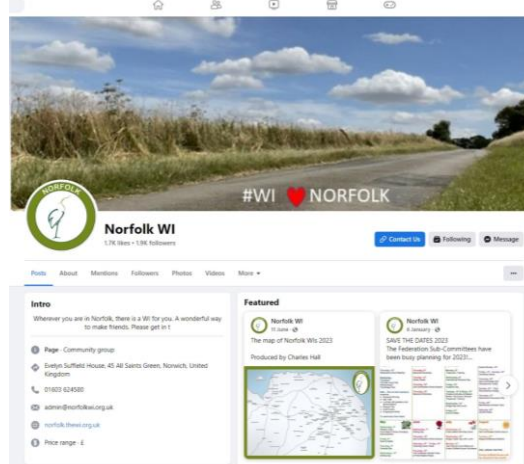 #WI NORFOLK
NORFOLK
Norfolk WI
1.7K likes • 1.9K followers
Contact Us
Following
Message
Posts
About
Mentions
Followers
Photos
Videos
More
Intro
Wherever you are in Norfolk, there is a WI for you. A wonderful way
to make friends. Please get in t
Page · Community group
Evelyn Suffield House, 45 All Saints Green, Norwich, United
Kingdom
01603 624580
admin@norfolkwi.org.uk
norfolk.thewi.org.uk
Price range · £
Featured
Norfolk WI
11 June
The map of Norfolk WIs 2023
Produced by Charles Hall
Norfolk WI
6 January
SAVE THE DATES 2023
The Federation Sub-Committees have
been busy planning for 2023!...